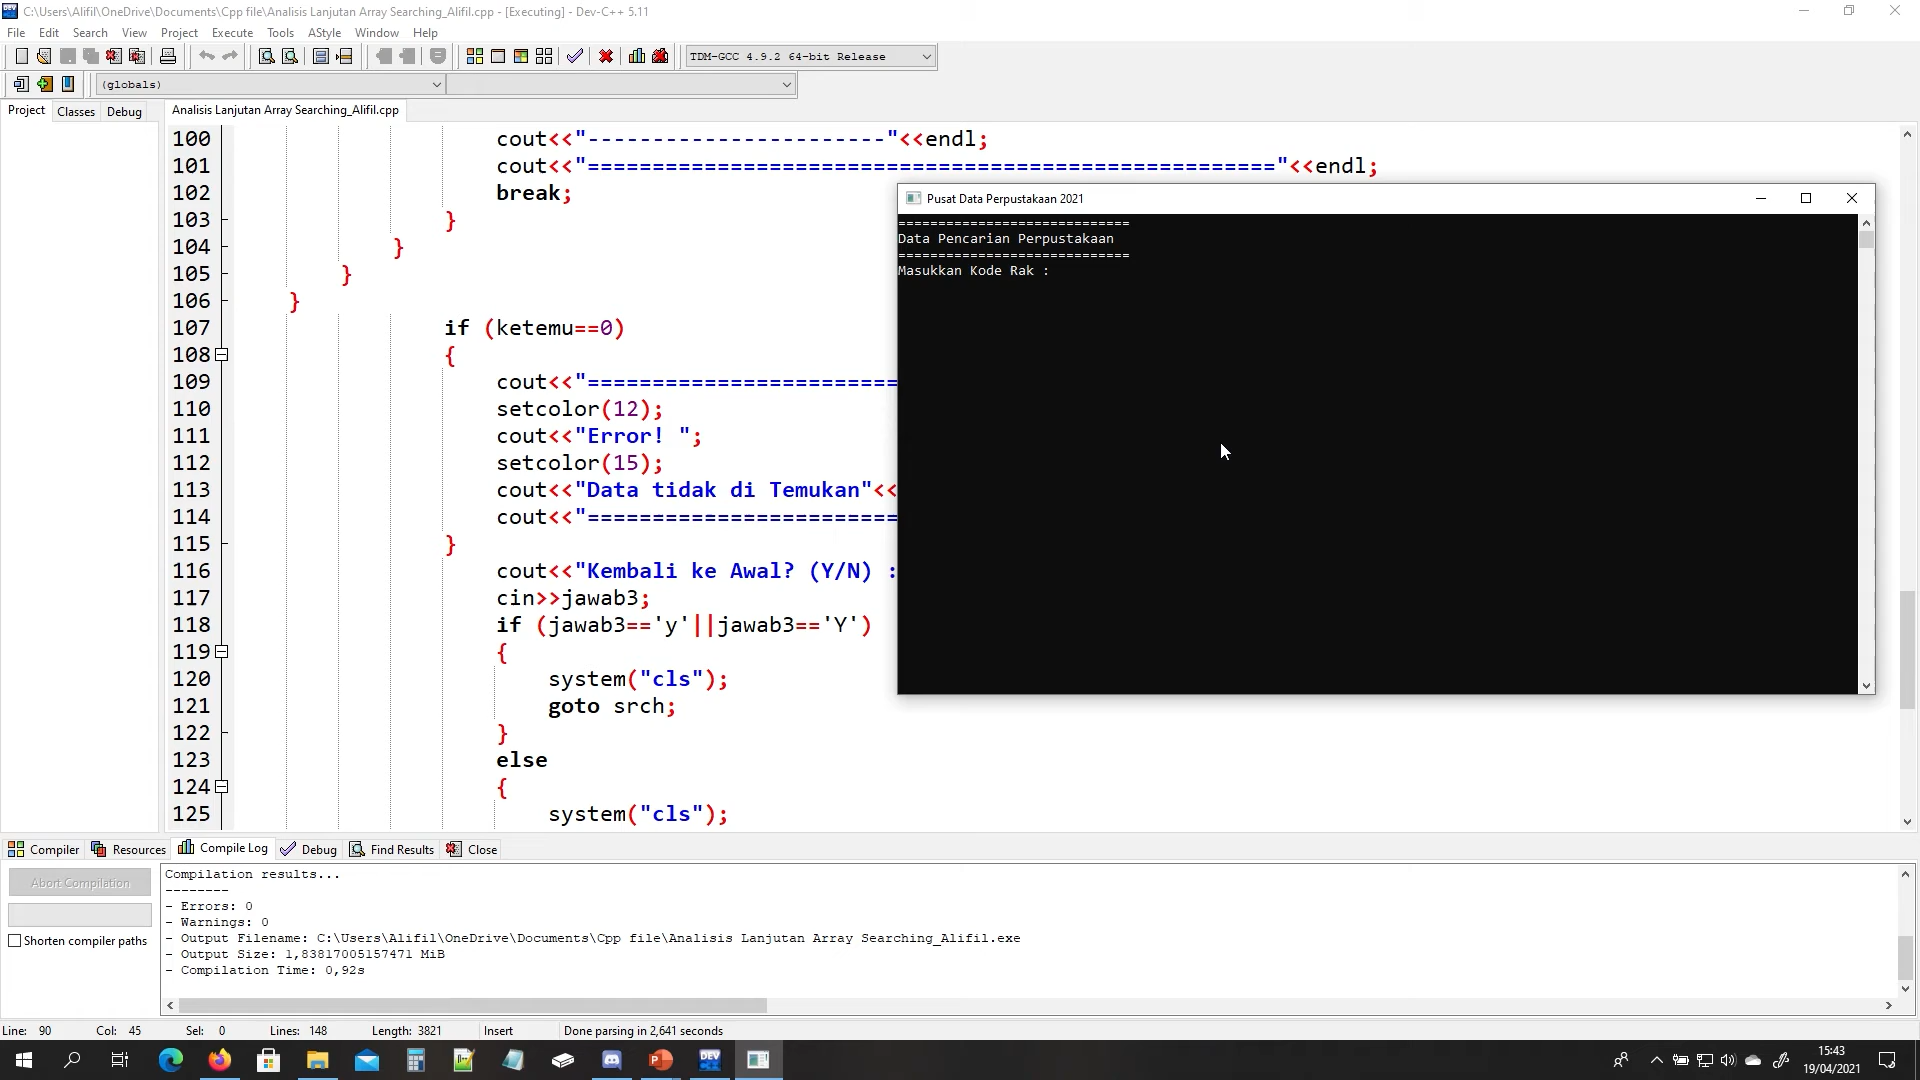 C:\Users\Alifil\OneDrive\Documents\Cpp file\Analisis Lanjutan Array Searching_Alifil.cpp - [Executing] - Dev-C++ 5.11
File Edit Search View Project Execute Tools AStyle Window Help
TDM-GCC 4.9.2 64-bit Release
(globals)
Project Classes Debug
Analisis Lanjutan Array Searching_Alifil.cpp
100 cout<<"-----------------------"<<endl;
101 cout<<"====================================================="<<endl;
102 break;
103 }
104 }
105 }
106 }
107 if (ketemu==0)
108 {
109 cout<<"========================
110 setcolor(12);
111 cout<<"Error! ";
112 setcolor(15);
113 cout<<"Data tidak di Temukan"<<
114 cout<<"========================
115 }
116 cout<<"Kembali ke Awal? (Y/N) :
117 cin>>jawab3;
118 if (jawab3=='y'||jawab3=='Y')
119 {
120 system("cls");
121 goto srch;
122 }
123 else
124 {
125 system("cls");
Pusat Data Perpustakaan 2021
=============================
Data Pencarian Perpustakaan
=============================
Masukkan Kode Rak :
Compiler Resources Compile Log Debug Find Results Close
Abort Compilation
Shorten compiler paths
Compilation results...
--------
- Errors: 0
- Warnings: 0
- Output Filename: C:\Users\Alifil\OneDrive\Documents\Cpp file\Analisis Lanjutan Array Searching_Alifil.exe
- Output Size: 1,83817005157471 MiB
- Compilation Time: 0,92s
Line: 90 Col: 45 Sel: 0 Lines: 148 Length: 3821 Insert Done parsing in 2,641 seconds
DEV
15:43
19/04/2021